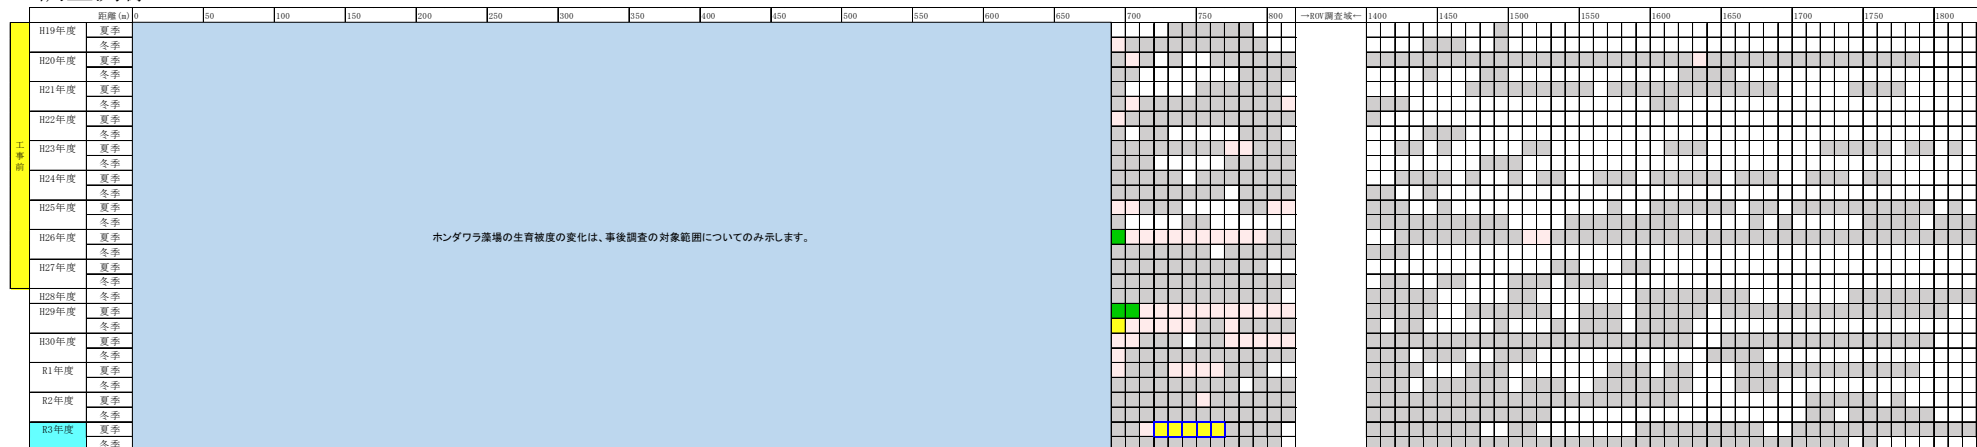 距離(m) 0 50 100 150 200 250 300 350 400 450 500 550 600 650 700 750 800 →ROV調査域← 1400 1450 1500 1550 1600 1650 1700 1750 1800
工事前
H19年度 夏季
冬季
H20年度 夏季
冬季
H21年度 夏季
冬季
H22年度 夏季
冬季
H23年度 夏季
冬季
H24年度 夏季
冬季
H25年度 夏季
冬季
H26年度 夏季
ホンダワラ藻場の生育被度の変化は、事後調査の対象範囲についてのみ示します。
冬季
H27年度 夏季
冬季
H28年度 冬季
H29年度 夏季
冬季
H30年度 夏季
冬季
R1年度 夏季
冬季
R2年度 夏季
冬季
R3年度 夏季
冬季